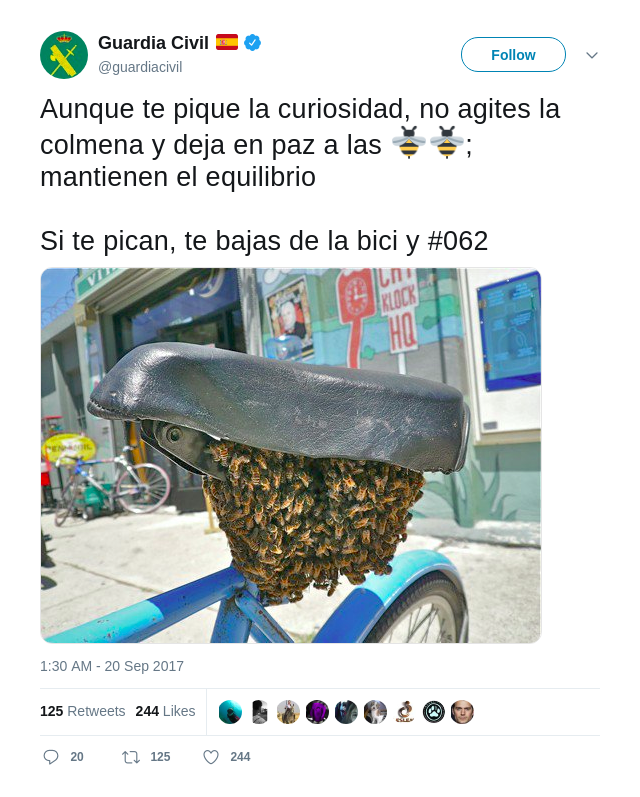 Guardia Civil
@guardiacivil
Follow
Aunque te pique la curiosidad, no agites la
colmena y deja en paz a las 🐝🐝;
mantienen el equilibrio
Si te pican, te bajas de la bici y #062
KLOCK
HQ
1:30 AM - 20 Sep 2017
125 Retweets 244 Likes
20 125 244